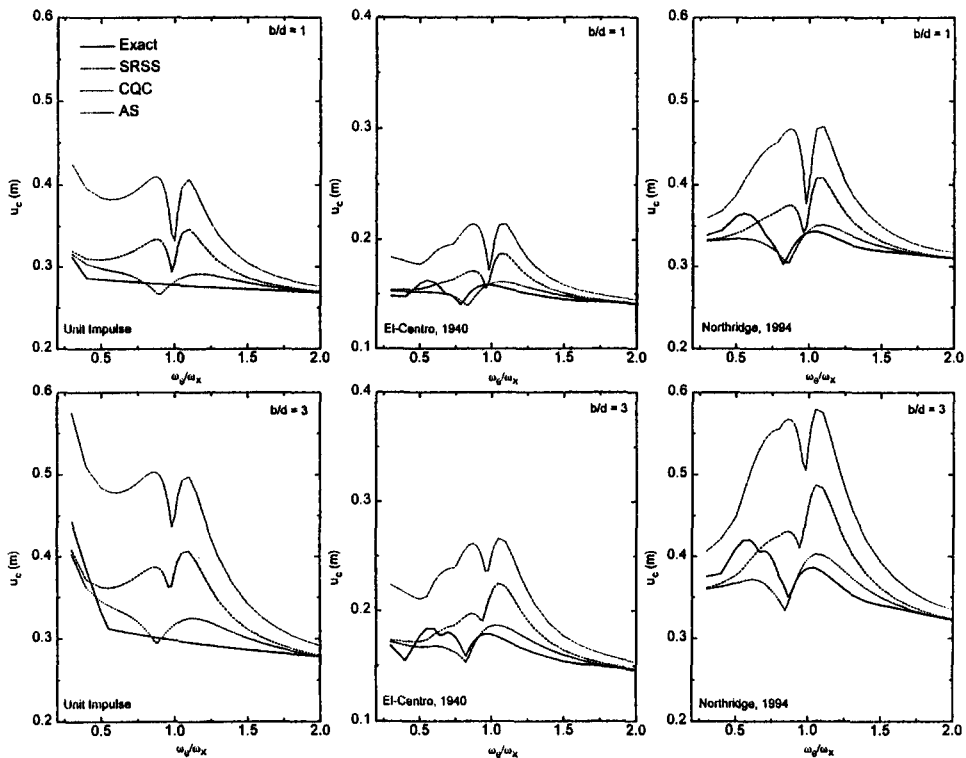 0.6
b/d = 1
Exact
SRSS
CQC
AS
0.5
0.4
0.3
0.2
u_c (m)
Unit Impulse
0.5 1.0 1.5 2.0
ω_θ/ω_x
0.4
b/d = 1
0.3
0.2
0.1
u_c (m)
El-Centro, 1940
0.5 1.0 1.5 2.0
ω_θ/ω_x
0.6
b/d = 1
0.5
0.4
0.3
0.2
u_c (m)
Northridge, 1994
0.5 1.0 1.5 2.0
ω_θ/ω_x
0.6
b/d = 3
0.5
0.4
0.3
0.2
u_c (m)
Unit Impulse
0.5 1.0 1.5 2.0
ω_θ/ω_x
0.4
b/d = 3
0.3
0.2
0.1
u_c (m)
El-Centro, 1940
0.5 1.0 1.5 2.0
ω_θ/ω_x
0.6
b/d = 3
0.5
0.4
0.3
0.2
u_c (m)
Northridge, 1994
0.5 1.0 1.5 2.0
ω_θ/ω_x